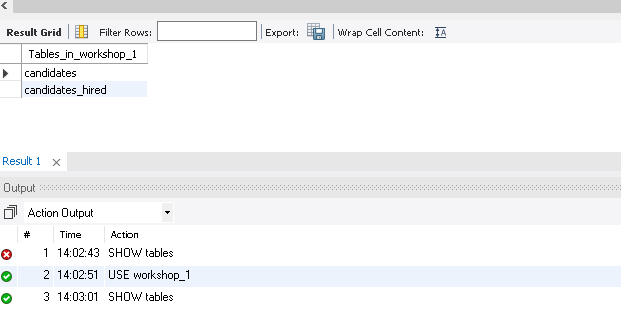 Result Grid Filter Rows: Export: Wrap Cell Content:
Tables_in_workshop_1
candidates
candidates_hired
Result 1
Output
Action Output
# Time Action
1 14:02:43 SHOW tables
2 14:02:51 USE workshop_1
3 14:03:01 SHOW tables